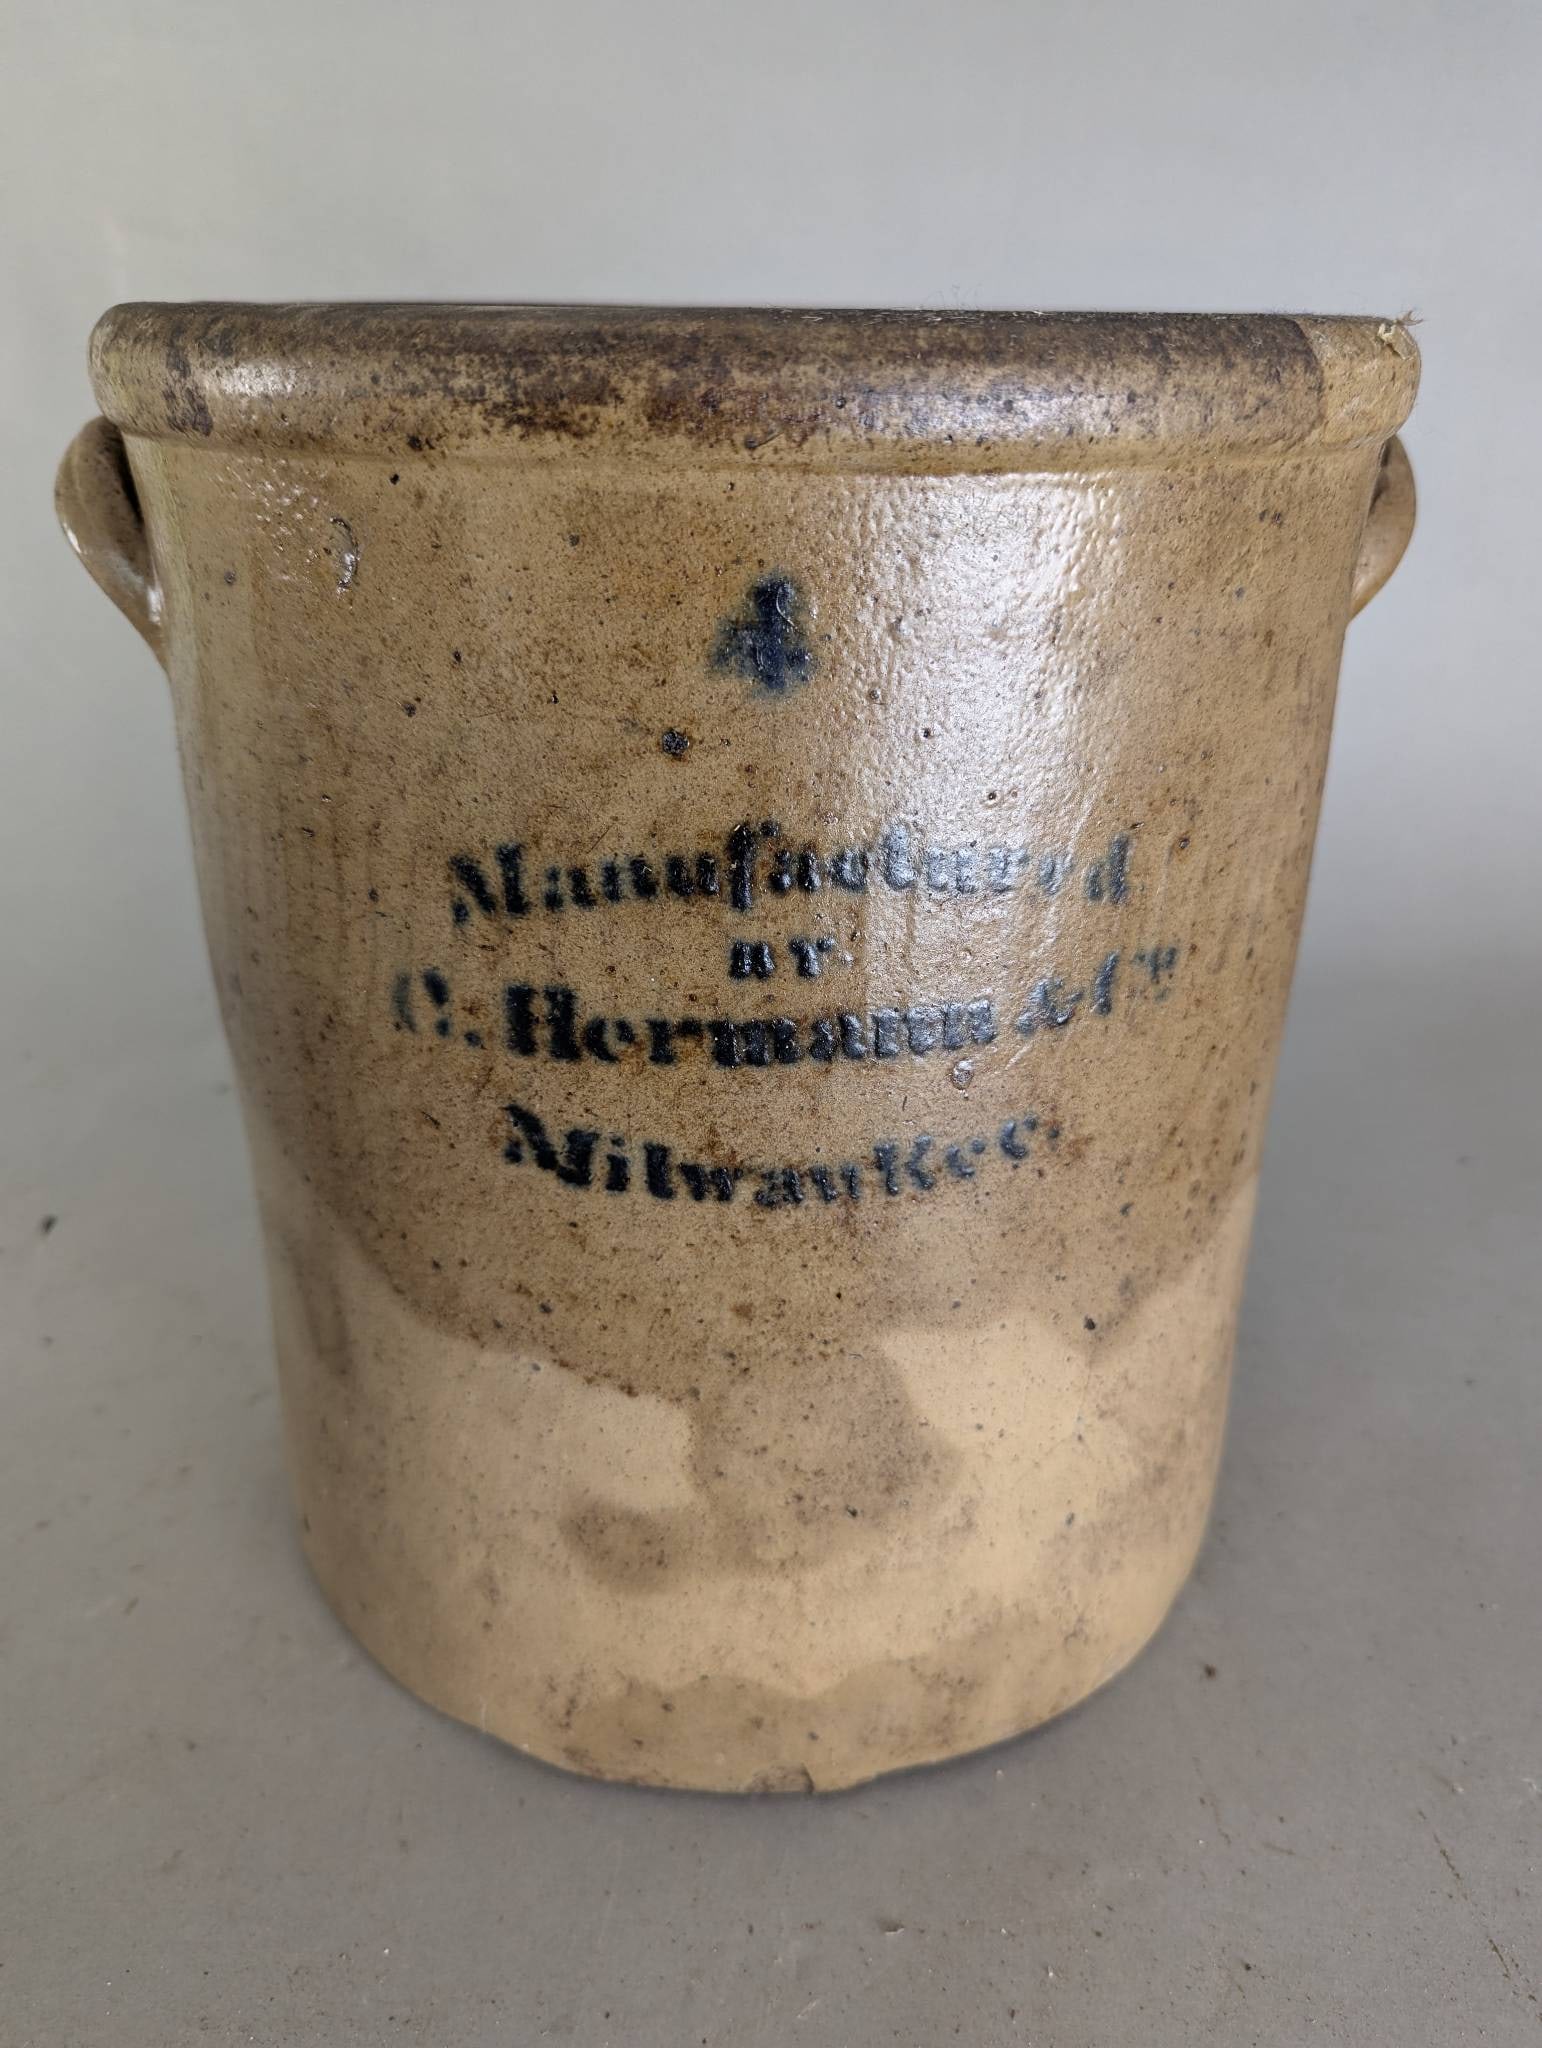 4
Manufactured
BY
C. Hermann & Co
Milwaukee.